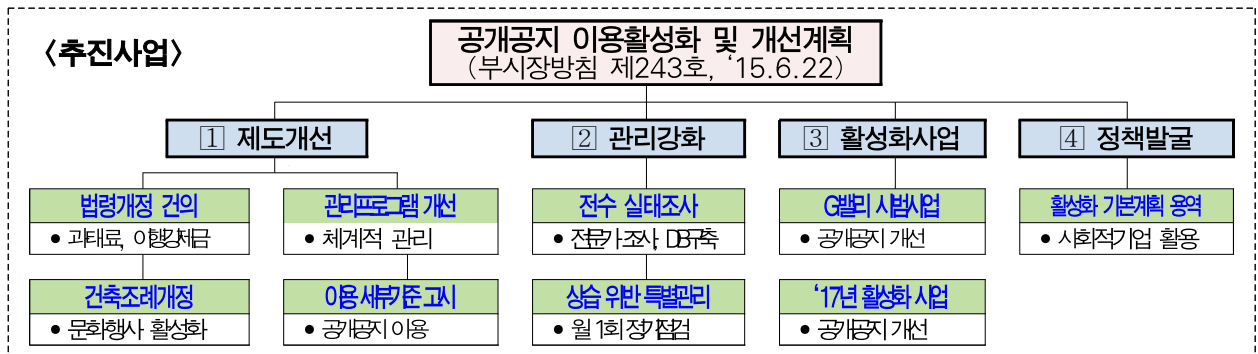 〈추진사업〉
공개공지 이용활성화 및 개선계획
(부시장방침 제243호, ‘15.6.22)
1 제도개선
2 관리강화
3 활성화사업
4 정책발굴
법령개정 건의
• 과태료, 이행강제금
관리프로그램 개선
• 체계적 관리
전수 실태조사
• 전문가 조사, DB구축
G밸리 시범사업
• 공개공지 개선
활성화 기본계획 용역
• 사회적기업 활용
건축조례개정
• 문화행사 활성화
이용 세부기준 고시
• 공개공지 이용
상습 위반 특별관리
• 월 1회 정기점검
‘17년 활성화 사업
• 공개공지 개선